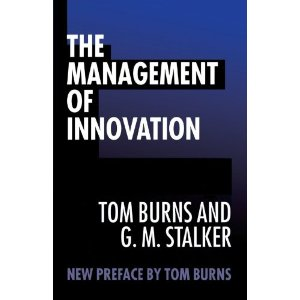 THE
MANAGEMENT
OF
INNOVATION
TOM BURNS AND
G. M. STALKER
NEW PREFACE BY TOM BURNS